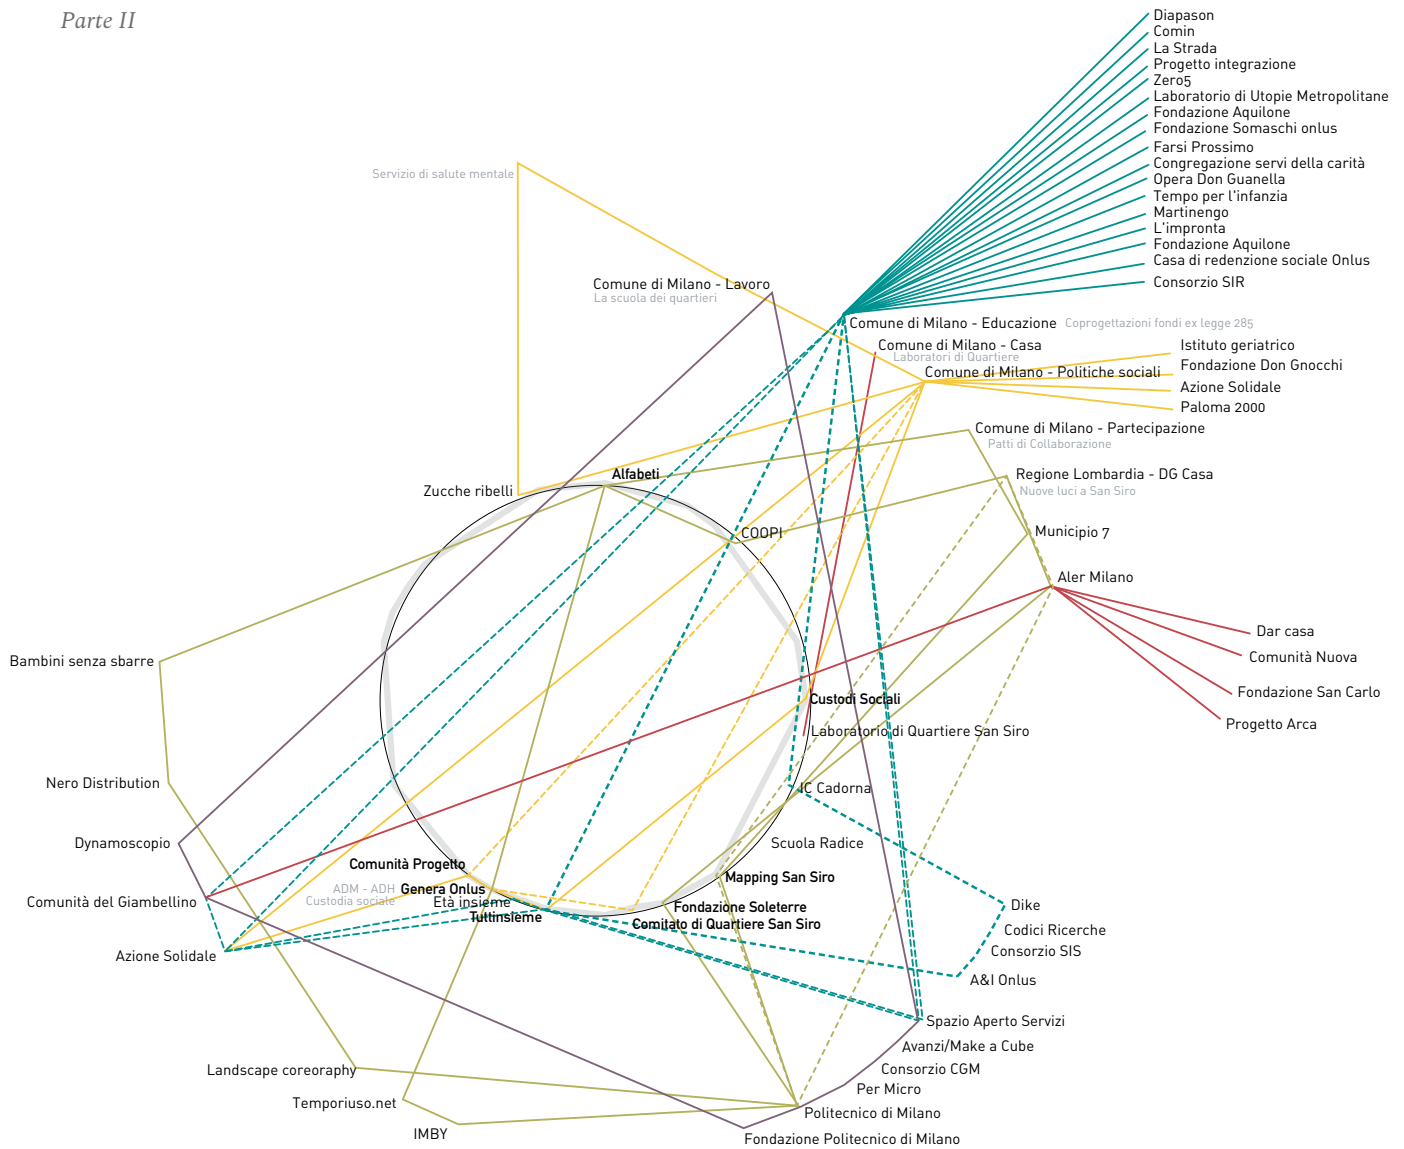 Parte II
Diapason
Comin
La Strada
Progetto integrazione
Zero5
Laboratorio di Utopie Metropolitane
Fondazione Aquilone
Fondazione Somaschi onlus
Farsi Prossimo
Congregazione servi della carità
Opera Don Guanella
Tempo per l'infanzia
Martinengo
L'impronta
Fondazione Aquilone
Casa di redenzione sociale Onlus
Consorzio SIR
Servizio di salute mentale
Comune di Milano - Lavoro
La scuola dei quartieri
Comune di Milano - Educazione
Coprogettazioni fondi ex legge 285
Comune di Milano - Casa
Laboratori di Quartiere
Comune di Milano - Politiche sociali
Istituto geriatrico
Fondazione Don Gnocchi
Azione Solidale
Paloma 2000
Comune di Milano - Partecipazione
Patti di Collaborazione
Alfabeti
Zucche ribelli
Regione Lombardia - DG Casa
Nuove luci a San Siro
COOPI
Municipio 7
Aler Milano
Dar casa
Comunità Nuova
Fondazione San Carlo
Progetto Arca
Bambini senza sbarre
Custodi Sociali
Laboratorio di Quartiere San Siro
Nero Distribution
IC Cadorna
Dynamoscopio
Scuola Radice
Comunità Progetto
Mapping San Siro
ADM - ADH
Genera Onlus
Custodia sociale
Età insieme
Comunità del Giambellino
Tuttinsieme
Fondazione Soleterre
Comitato di Quartiere San Siro
Dike
Codici Ricerche
Consorzio SIS
Azione Solidale
A&I Onlus
Spazio Aperto Servizi
Avanzi/Make a Cube
Consorzio CGM
Landscape coreoraphy
Per Micro
Temporiuso.net
Politecnico di Milano
IMBY
Fondazione Politecnico di Milano